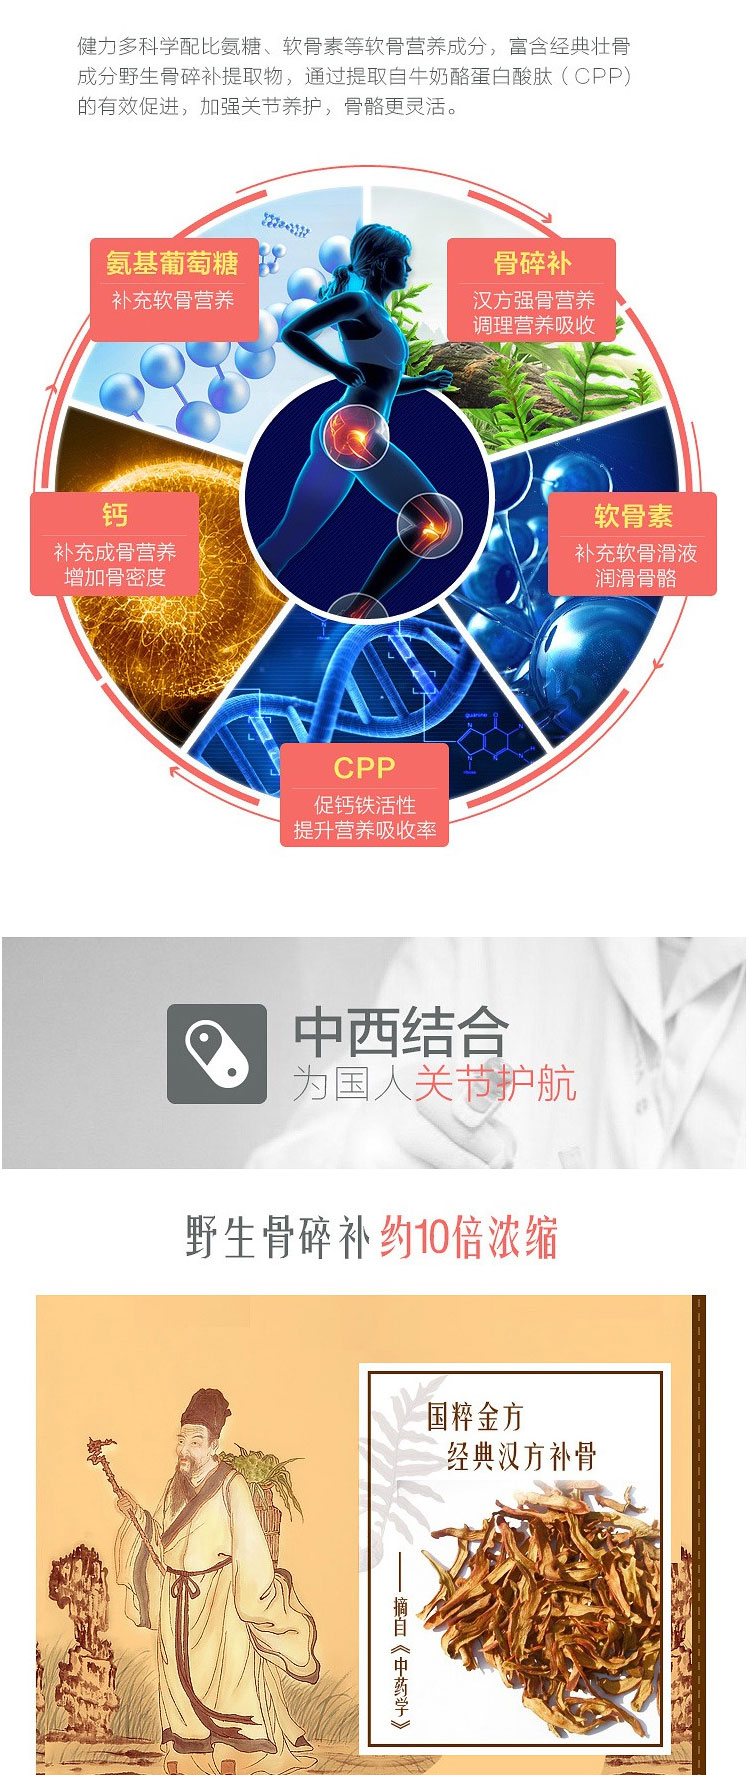 健力多科学配比氨糖、软骨素等软骨营养成分，富含经典壮骨
成分野生骨碎补提取物，通过提取自牛奶酪蛋白酸肽（CPP）
的有效促进，加强关节养护，骨骼更灵活。
氨基葡萄糖
补充软骨营养
骨碎补
汉方强骨营养
调理营养吸收
钙
补充成骨营养
增加骨密度
软骨素
补充软骨滑液
润滑骨骼
guanine
CPP
促钙铁活性
提升营养吸收率
中西结合
为国人关节护航
野生骨碎补 约10倍浓缩
国粹金方
经典汉方补骨
——摘自《中药学》